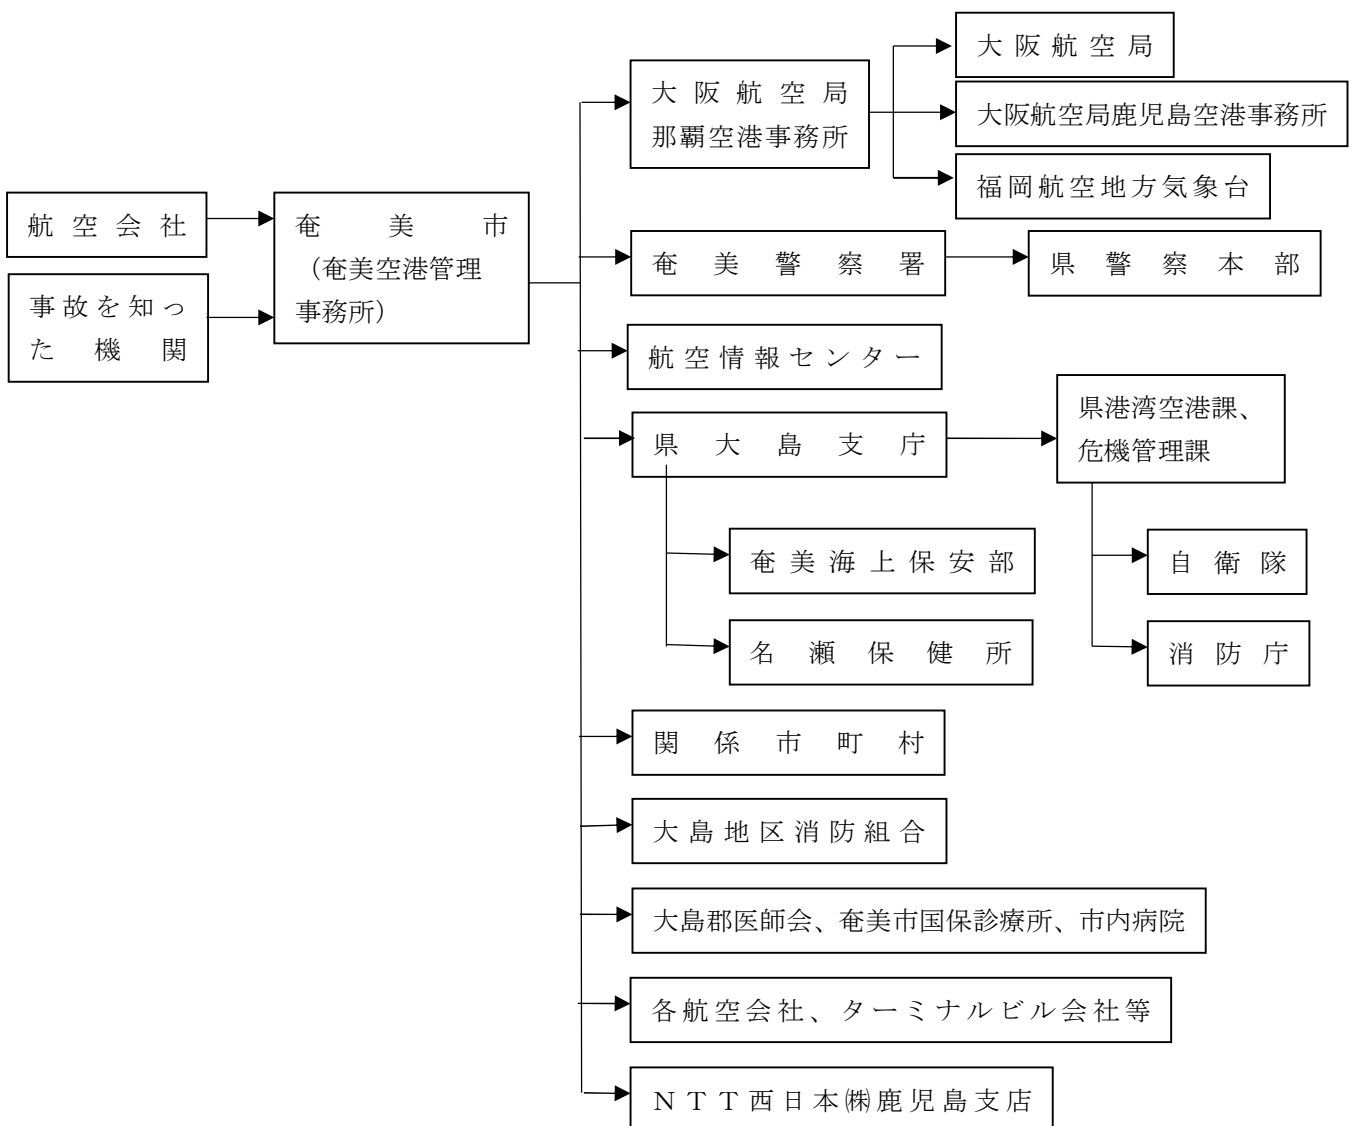 大阪航空局
大阪航空局
那覇空港事務所
大阪航空局鹿児島空港事務所
福岡航空地方気象台
航空会社
奄美市
（奄美空港管理
事務所）
事故を知っ
た機関
奄美警察署
県警察本部
航空情報センター
県大島支庁
県港湾空港課、
危機管理課
奄美海上保安部
自衛隊
名瀬保健所
消防庁
関係市町村
大島地区消防組合
大島郡医師会、奄美市国保診療所、市内病院
各航空会社、ターミナルビル会社等
ＮＴＴ西日本㈱鹿児島支店